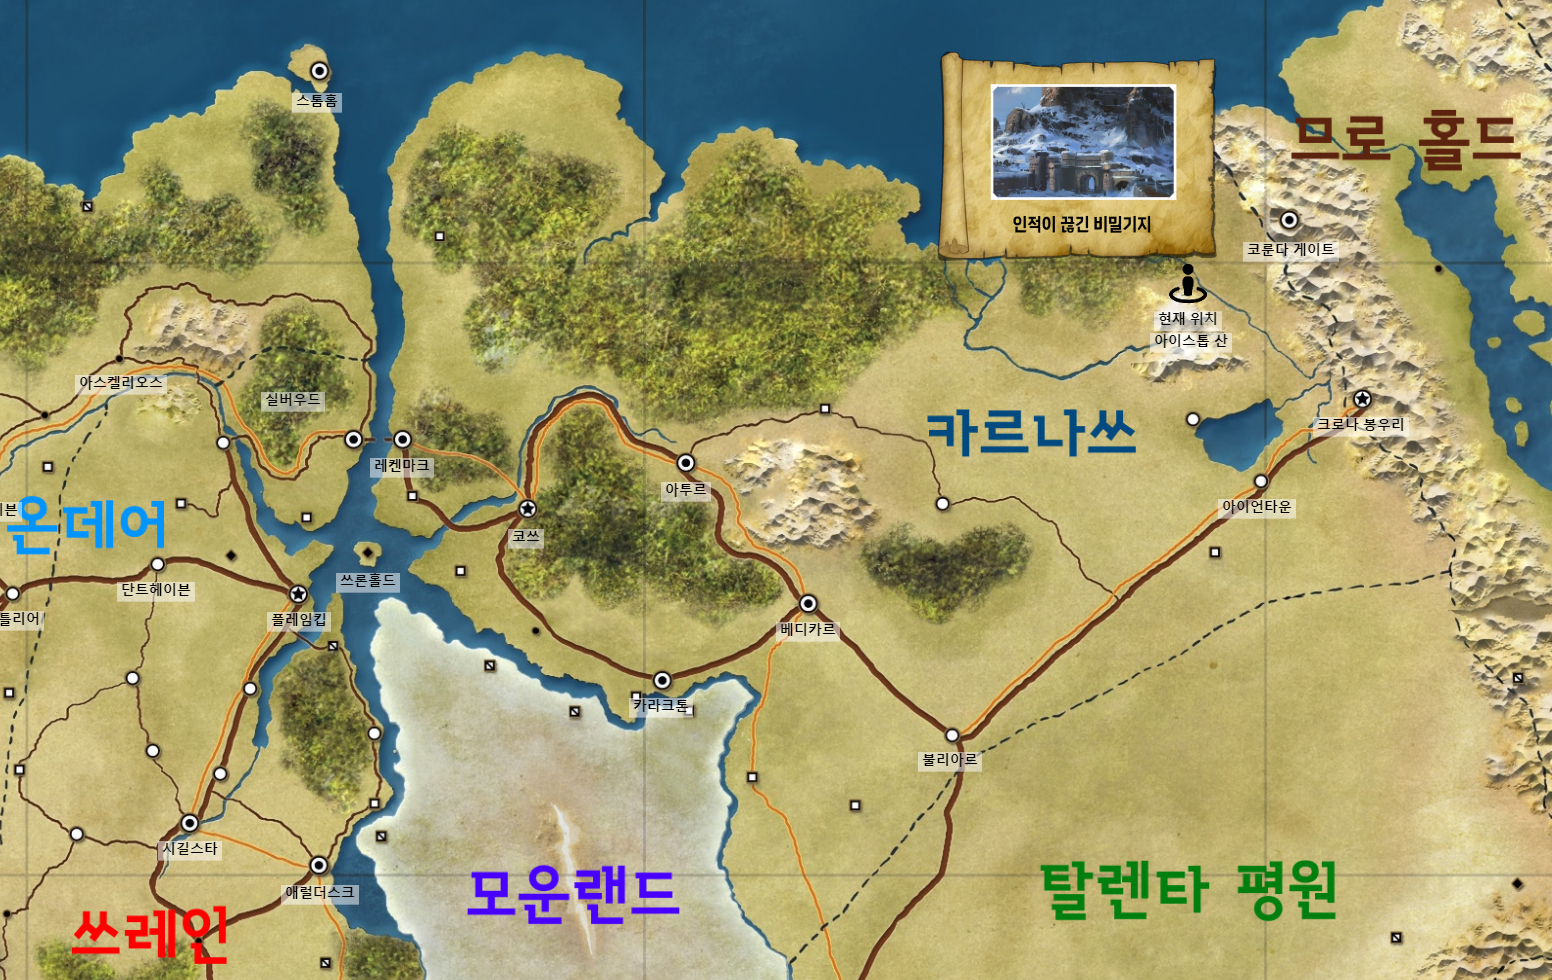 스톰홈
므로 홀드
인적이 끊긴 비밀기지
코룬다 게이트
현재 위치
아이스톱 산
아스켈리오스
실버우드
카르나쓰
크로나 봉우리
레켄마크
아투르
아이언타운
븐
온데어
코쓰
쓰론홀드
단트헤이븐
틀리어
플레임킵
베디카르
카라크톤
불리아르
시길스타
모운랜드
탈렌타 평원
애럴더스크
쓰레인